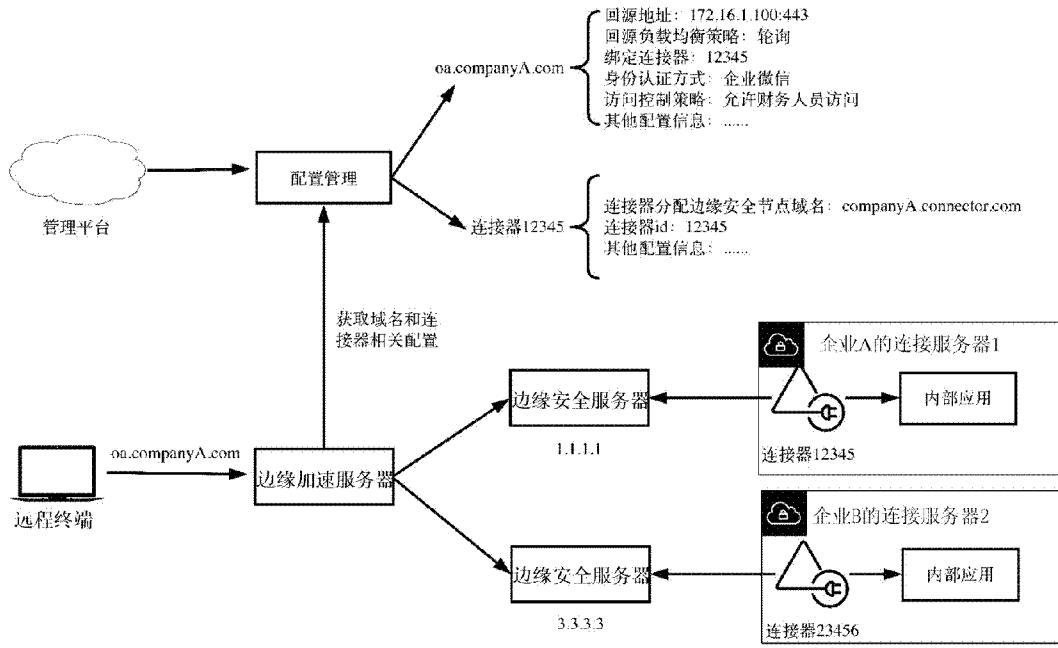 回源地址：172.16.1.100:443
回源负载均衡策略：轮询
绑定连接器：12345
身份认证方式：企业微信
访问控制策略：允许财务人员访问
其他配置信息：......
oa.companyA.com
配置管理
管理平台
连接器12345
连接器分配边缘安全节点域名：companyA.connector.com
连接器id：12345
其他配置信息：......
获取域名和连
接器相关配置
企业A的连接服务器1
边缘安全服务器
内部应用
1.1.1.1
连接器12345
oa.companyA.com
边缘加速服务器
远程终端
企业B的连接服务器2
边缘安全服务器
内部应用
3.3.3.3
连接器23456